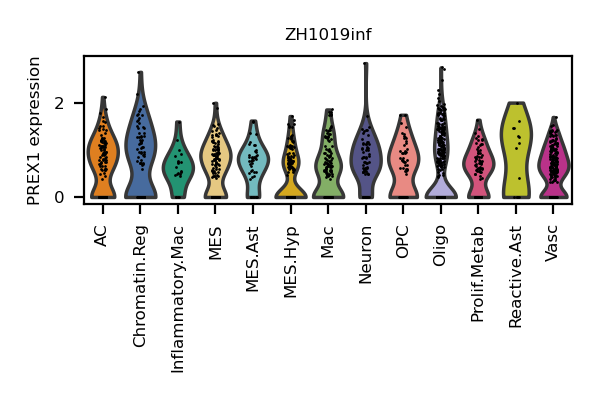 ZH1019inf
PREX1 expression
2
0
AC
Chromatin.Reg
Inflammatory.Mac
MES
MES.Ast
MES.Hyp
Mac
Neuron
OPC
Oligo
Prolif.Metab
Reactive.Ast
Vasc